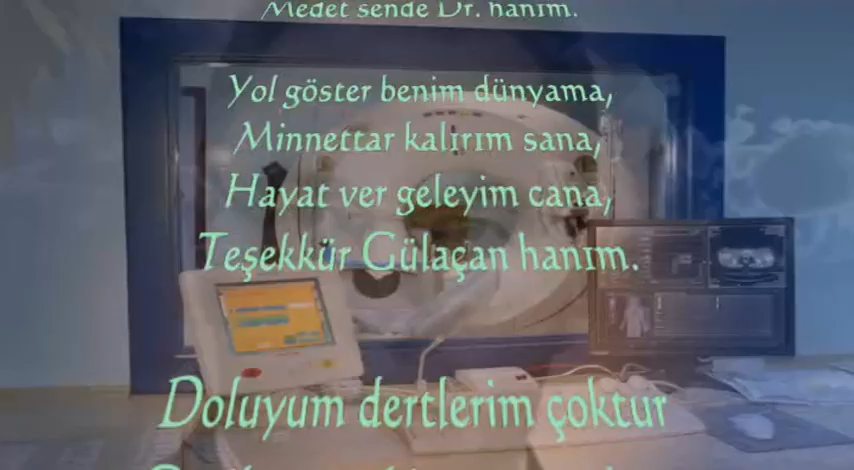 Medet sende Dr. hanım.
Yol göster benim dünyama,
Minnettar kalırım sana,
Hayat ver geleyim cana,
Teşekkür Gülaçan hanım.
Doluyum dertlerim çoktur